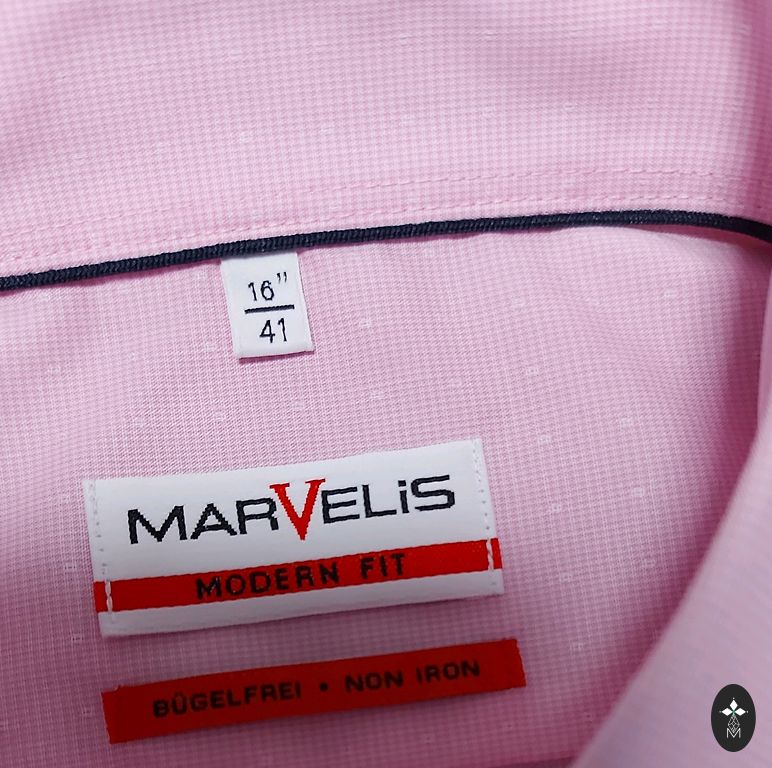 16"
41
MARVELiS
MODERN FIT
BÜGELFREI • NON IRON
M